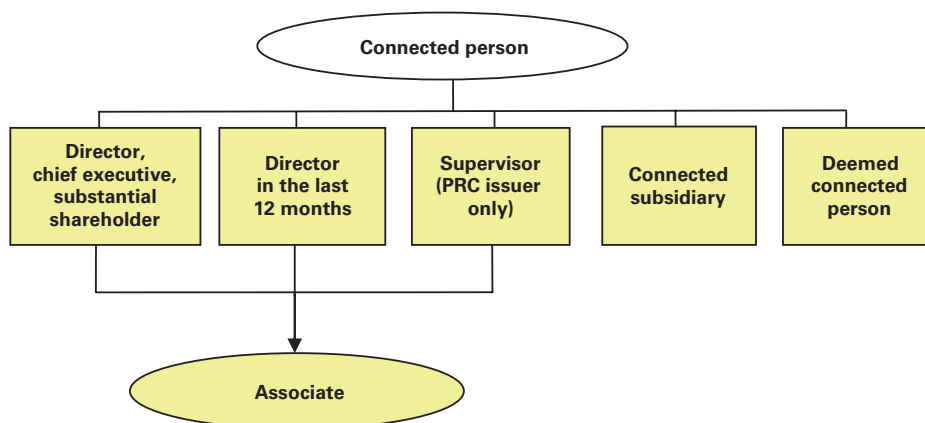 Connected person
Director,
chief executive,
substantial
shareholder
Director
in the last
12 months
Supervisor
(PRC issuer
only)
Connected
subsidiary
Deemed
connected
person
Associate